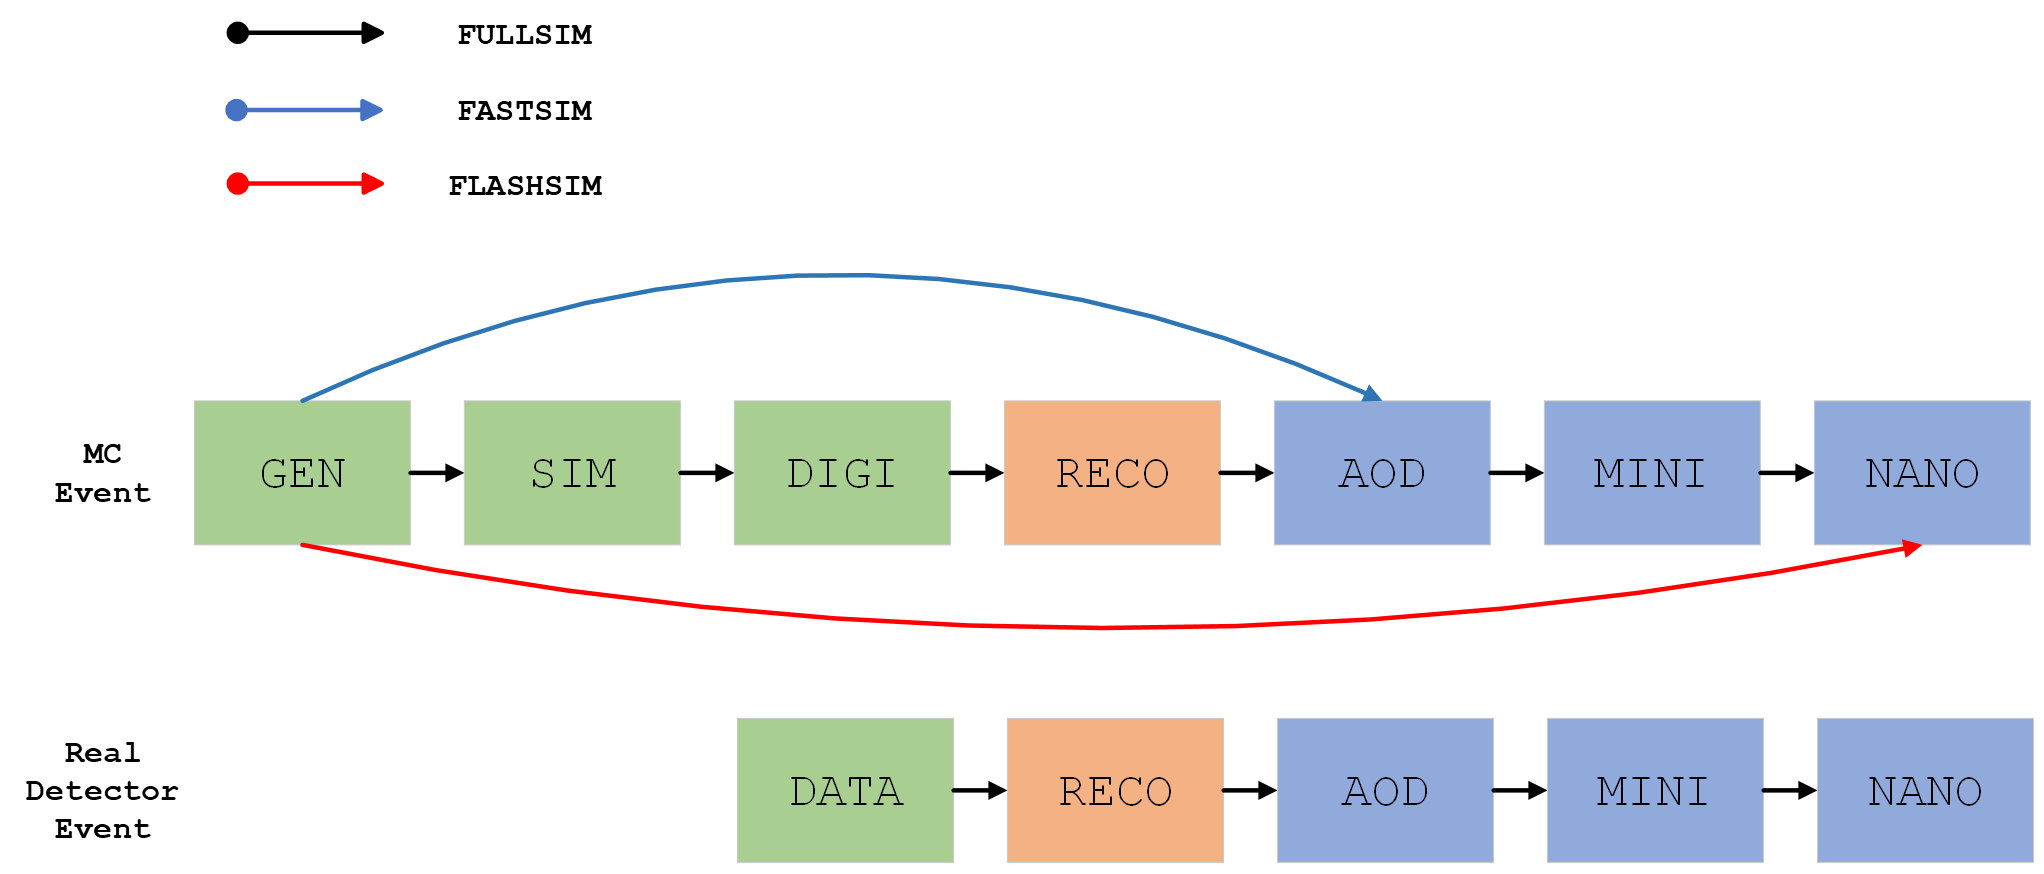 FULLSIM
FASTSIM
FLASHSIM
MC
Event
GEN
SIM
DIGI
RECO
AOD
MINI
NANO
Real
Detector
Event
DATA
RECO
AOD
MINI
NANO